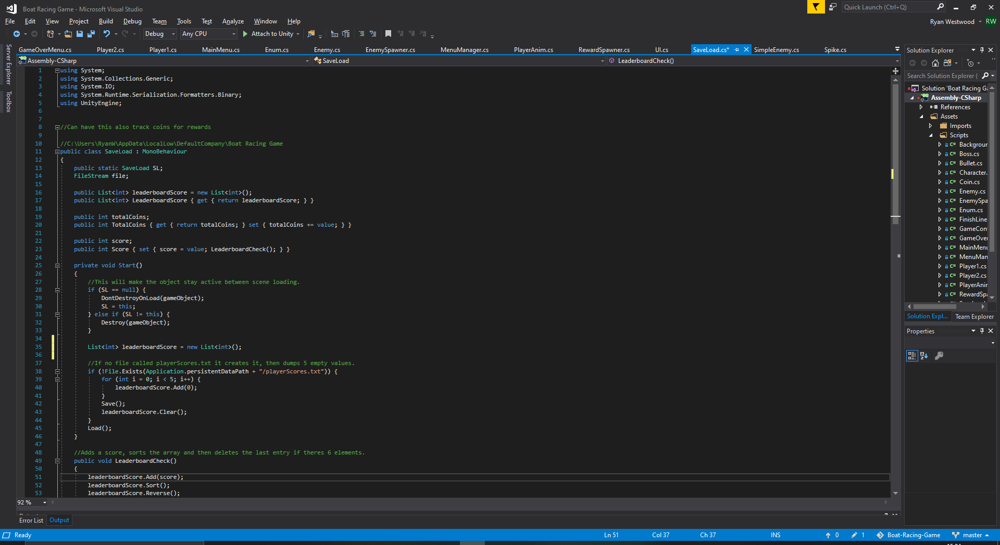 Boat Racing Game - Microsoft Visual Studio
Quick Launch (Ctrl+Q)
File Edit View Project Build Debug Team Tools Test Analyze Window Help
Ryan Westwood RW
Debug Any CPU Attach to Unity
Server Explorer
Toolbox
GameOverMenu.cs Player2.cs Player1.cs MainMenu.cs Enum.cs Enemy.cs EnemySpawner.cs MenuManager.cs PlayerAnim.cs RewardSpawner.cs UI.cs SaveLoad.cs* SimpleEnemy.cs Spike.cs
Assembly-CSharp SaveLoad LeaderboardCheck()
1 using System;
2 using System.Collections.Generic;
3 using System.IO;
4 using System.Runtime.Serialization.Formatters.Binary;
5 using UnityEngine;
6
7
8 //Can have this also track coins for rewards
9
10 //C:\Users\RyanW\AppData\LocalLow\DefaultCompany\Boat Racing Game
11 public class SaveLoad : MonoBehaviour
12 {
13 public static SaveLoad SL;
14 FileStream file;
15
16 public List<int> leaderboardScore = new List<int>();
17 public List<int> LeaderboardScore { get { return leaderboardScore; } }
18
19 public int totalCoins;
20 public int TotalCoins { get { return totalCoins; } set { totalCoins += value; } }
21
22 public int score;
23 public int Score { set { score = value; LeaderboardCheck(); } }
24
25 private void Start()
26 {
27 //This will make the object stay active between scene loading.
28 if (SL == null) {
29 DontDestroyOnLoad(gameObject);
30 SL = this;
31 } else if (SL != this) {
32 Destroy(gameObject);
33 }
34
35 List<int> leaderboardScore = new List<int>();
36
37 //If no file called playerScores.txt it creates it, then dumps 5 empty values.
38 if (!File.Exists(Application.persistentDataPath + "/playerScores.txt")) {
39 for (int i = 0; i < 5; i++) {
40 leaderboardScore.Add(0);
41 }
42 Save();
43 leaderboardScore.Clear();
44 }
45 Load();
46 }
47
48 //Adds a score, sorts the array and then deletes the last entry if theres 6 elements.
49 public void LeaderboardCheck()
50 {
51 leaderboardScore.Add(score);
52 leaderboardScore.Sort();
53 leaderboardScore.Reverse();
92 %
Error List Output
Solution Explorer
Search Solution Explorer (
Solution 'Boat Racing Ga
Assembly-CSharp
References
Assets
Imports
Scripts
C# Backgrour
C# Boss.cs
C# Bullet.cs
C# Character.
C# Coin.cs
C# Enemy.cs
C# EnemySpa
C# Enum.cs
C# FinishLine
C# GameCon
C# GameOver
C# MainMenu
C# MenuMan
C# Player1.cs
C# Player2.cs
C# PlayerAnir
C# RewardSpa
Solution Expl... Team Explorer
Properties
Ready Ln 51 Col 37 Ch 37 INS 0 1 Boat-Racing-Game master